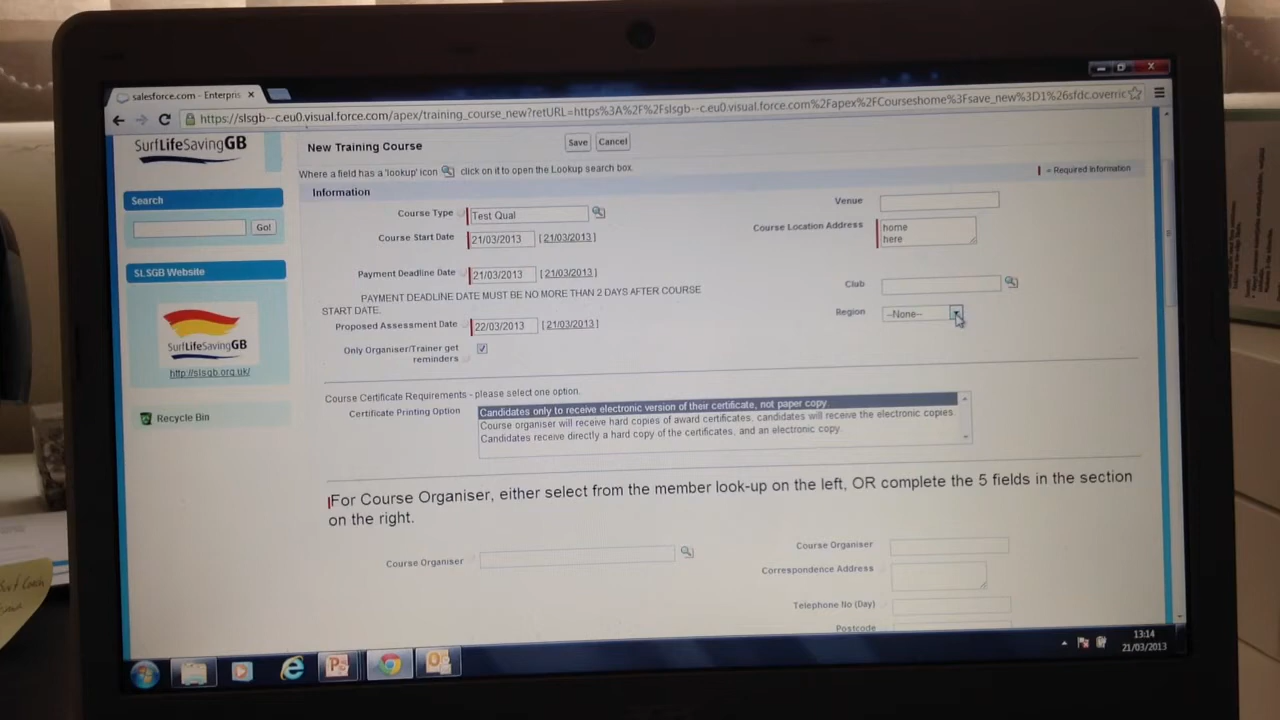 salesforce.com - Enterpris
https://slsgb--c.eu0.visual.force.com/apex/training_course_new?retURL=https%3A%2F%2Fslsgb--c.eu0.visual.force.com%2Fapex%2FCourseshome%3Fsave_new%3D1%26sfdc.overric
SurfLifeSavingGB
New Training Course
Save
Cancel
Where a field has a 'lookup' icon click on it to open the Lookup search box.
= Required Information
Information
Search
Go!
SLSGB Website
SurfLifeSavingGB
http://slsgb.org.uk/
Recycle Bin
Course Type Test Qual
Venue
Course Start Date 21/03/2013 [ 21/03/2013 ]
Course Location Address home
here
Payment Deadline Date 21/03/2013 [ 21/03/2013 ]
Club
PAYMENT DEADLINE DATE MUST BE NO MORE THAN 2 DAYS AFTER COURSE
START DATE.
Region --None--
Proposed Assessment Date 22/03/2013 [ 21/03/2013 ]
Only Organiser/Trainer get
reminders
Course Certificate Requirements - please select one option.
Certificate Printing Option
Candidates only to receive electronic version of their certificate, not paper copy.
Course organiser will receive hard copies of award certificates, candidates will receive the electronic copies.
Candidates receive directly a hard copy of the certificates, and an electronic copy.
For Course Organiser, either select from the member look-up on the left, OR complete the 5 fields in the section
on the right.
Course Organiser
Course Organiser
Correspondence Address
Telephone No (Day)
Postcode
13:14
21/03/2013